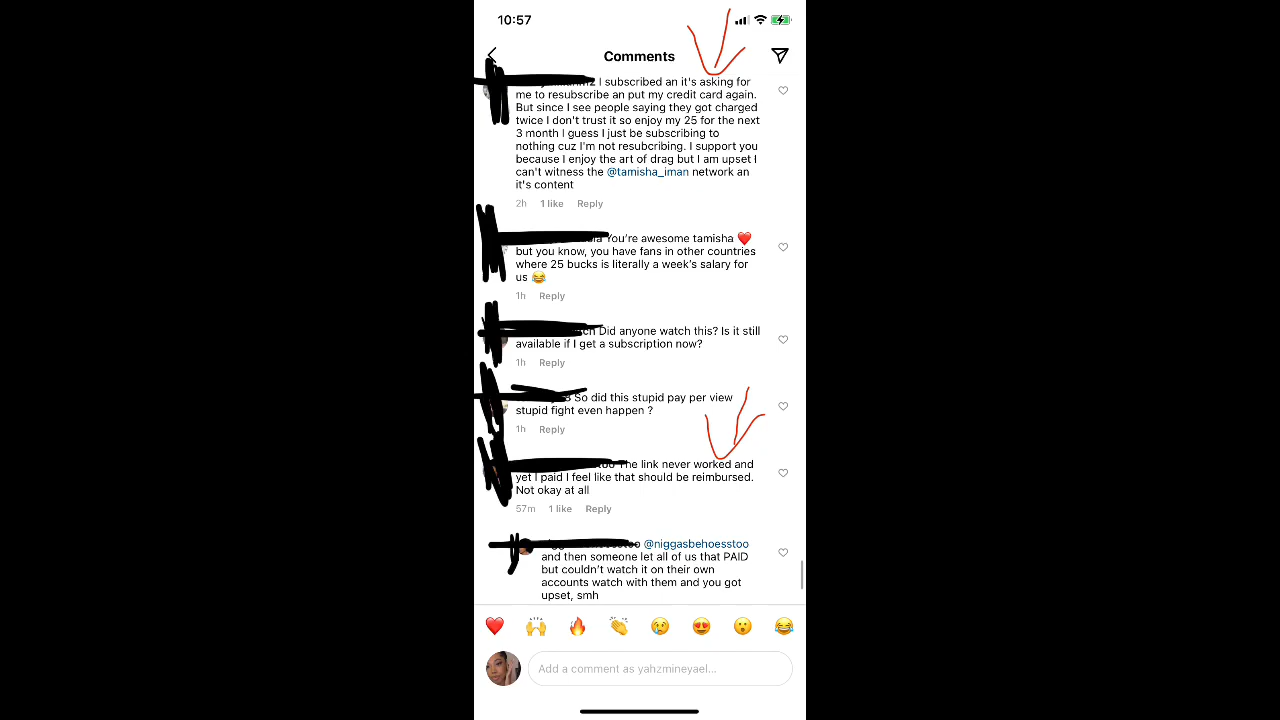 10:57
Comments
I subscribed an it's asking for
me to resubscribe an put my credit card again.
But since I see people saying they got charged
twice I don't trust it so enjoy my 25 for the next
3 month I guess I just be subscribing to
nothing cuz I'm not resubcribing. I support you
because I enjoy the art of drag but I am upset I
can't witness the @tamisha_iman network an
it's content
2h 1 like Reply
You're awesome tamisha ❤️
but you know, you have fans in other countries
where 25 bucks is literally a week's salary for
us 😂
1h Reply
Did anyone watch this? Is it still
available if I get a subscription now?
1h Reply
So did this stupid pay per view
stupid fight even happen ?
1h Reply
The link never worked and
yet I paid I feel like that should be reimbursed.
Not okay at all
57m 1 like Reply
@niggasbehoesstoo
and then someone let all of us that PAID
but couldn't watch it on their own
accounts watch with them and you got
upset, smh
❤️ 🙌 🔥 👏 😢 😍 😮 😂
Add a comment as yahzmineyael...